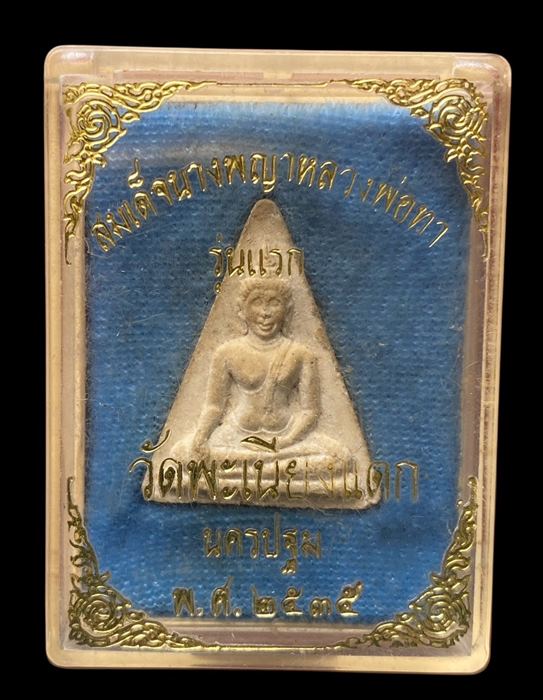 สมเด็จนางพญาหลวงพ่อทา
รุ่นแรก
วัดพะเนียงแตก
นครปฐม
พ.ศ.๒๕๓๕